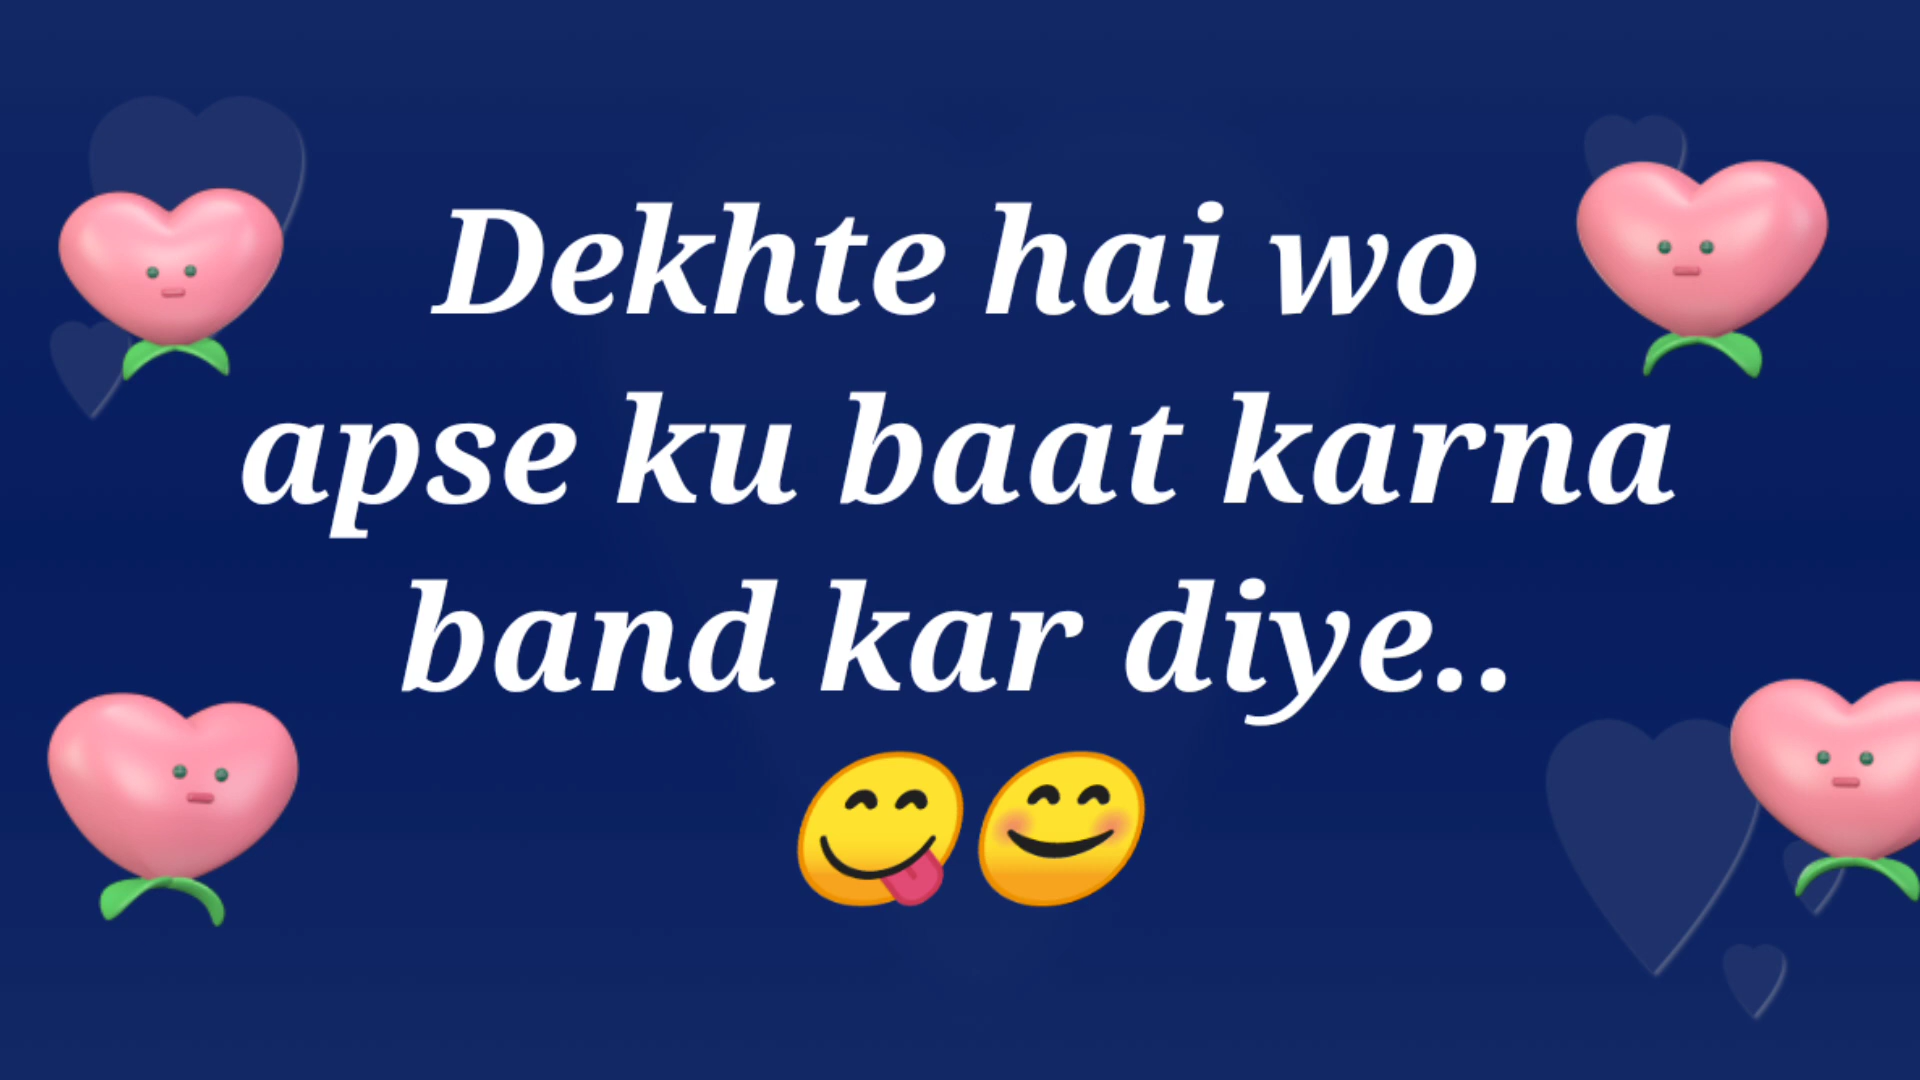 Dekhte hai wo
apse ku baat karna
band kar diye..
😋😊